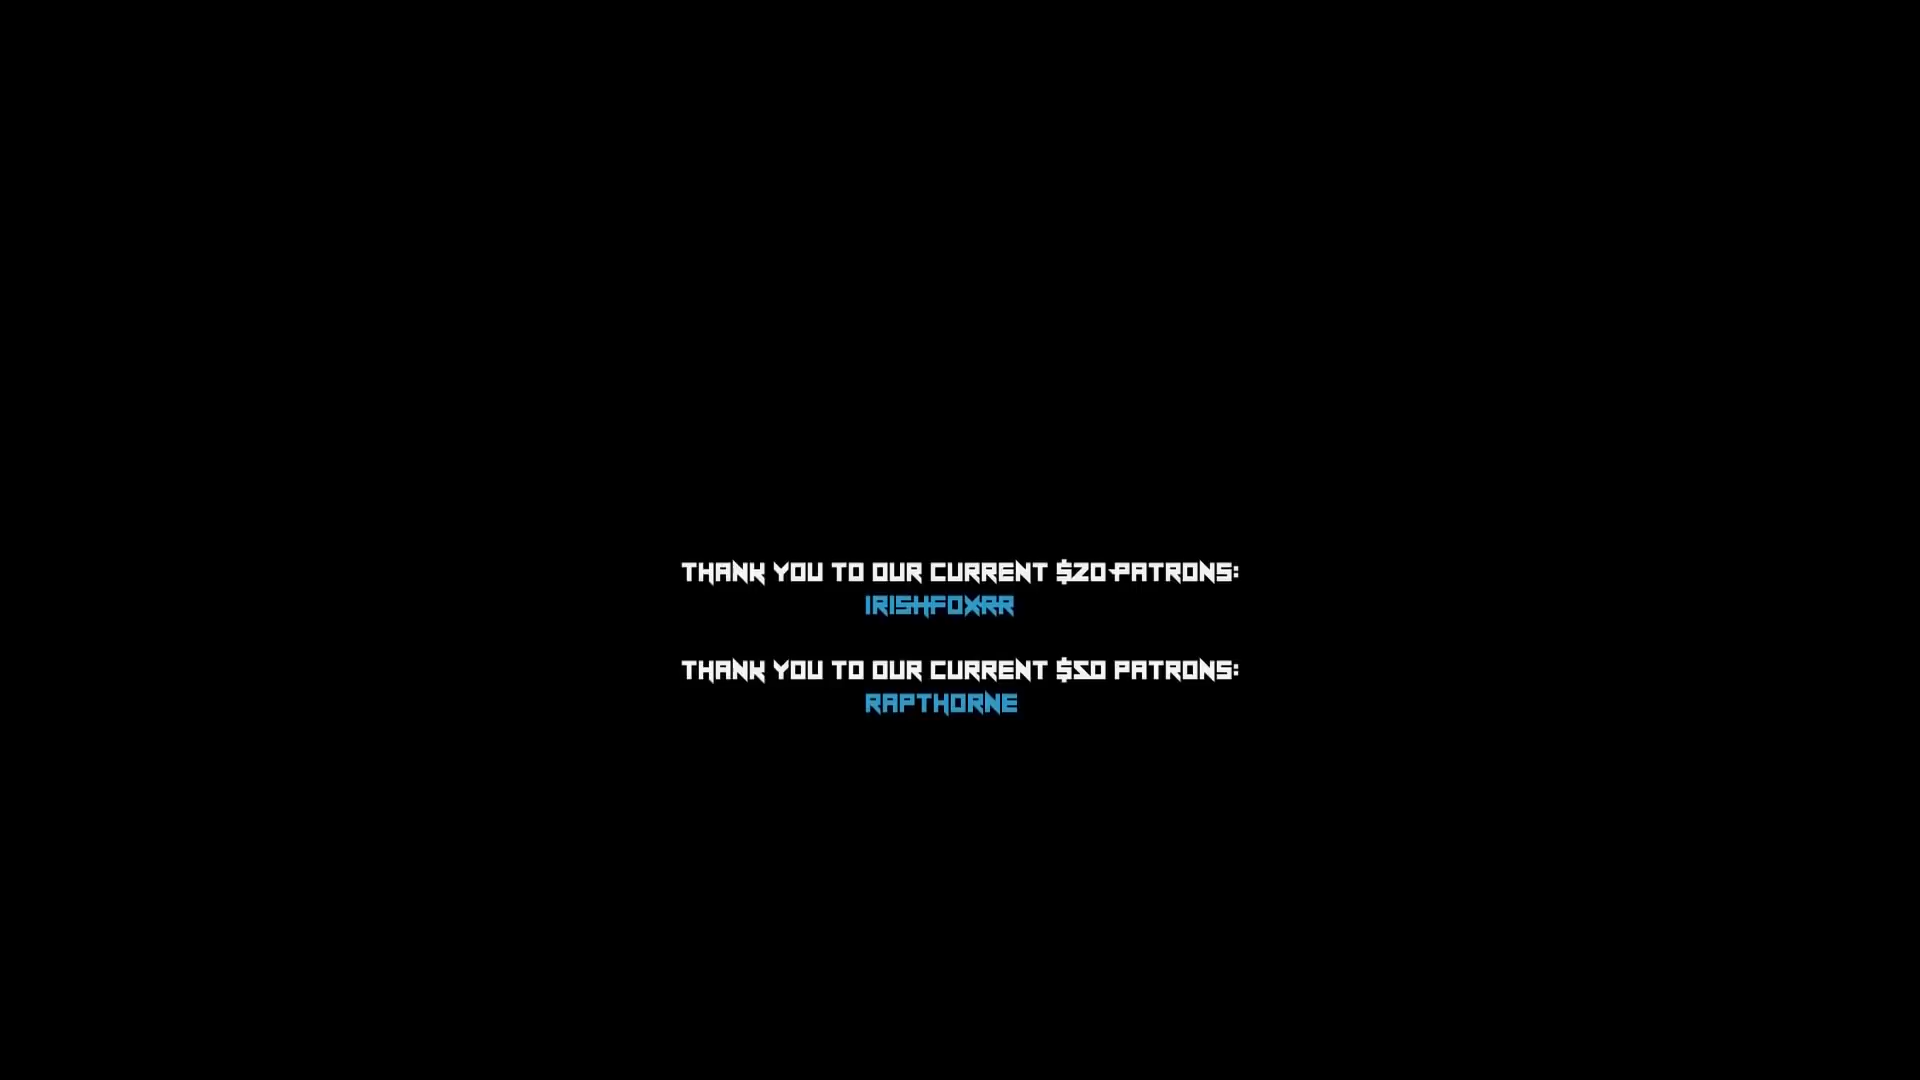 THANK YOU TO OUR CURRENT $20 PATRONS:
IRISHFOXRR
THANK YOU TO OUR CURRENT $50 PATRONS:
RAPTHORNE